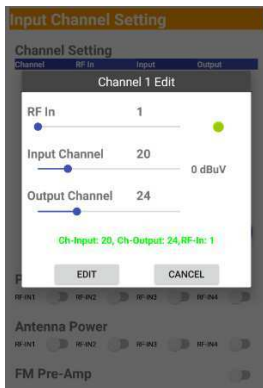 Input Channel Setting
Channel Setting
Channel RF In Input Output
Channel 1 Edit
RF In 1
Input Channel 20
0 dBuV
Output Channel 24
Ch-Input: 20, Ch-Output: 24,RF-In: 1
EDIT CANCEL
RF-IN1 RF-IN2 RF-IN3 RF-IN4
Antenna Power
RF-IN1 RF-IN2 RF-IN3 RF-IN4
FM Pre-Amp